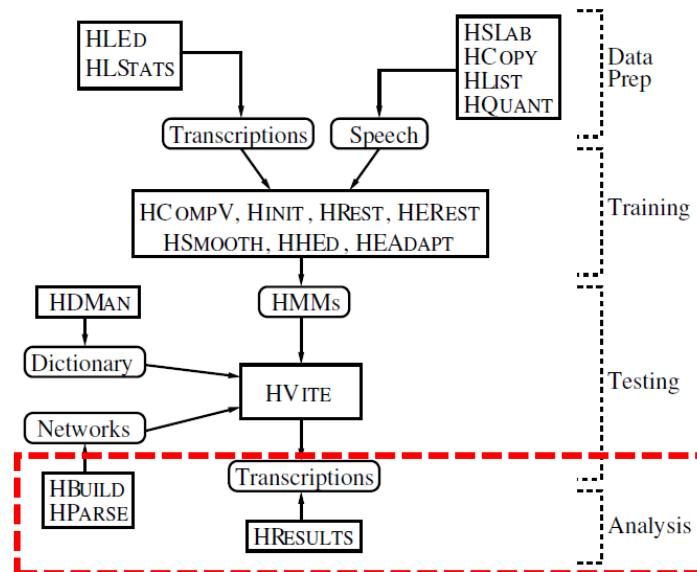 HLED
HLSTATS
HSLAB
HCOPY
HLIST
HQUANT
Data
Prep
Transcriptions
Speech
HCOMPV, HINIT, HREST, HEREST
HSMOOTH, HHED, HEADAPT
Training
HDMAN
HMMs
Dictionary
HVITE
Testing
Networks
Transcriptions
HBUILD
HPARSE
HRESULTS
Analysis